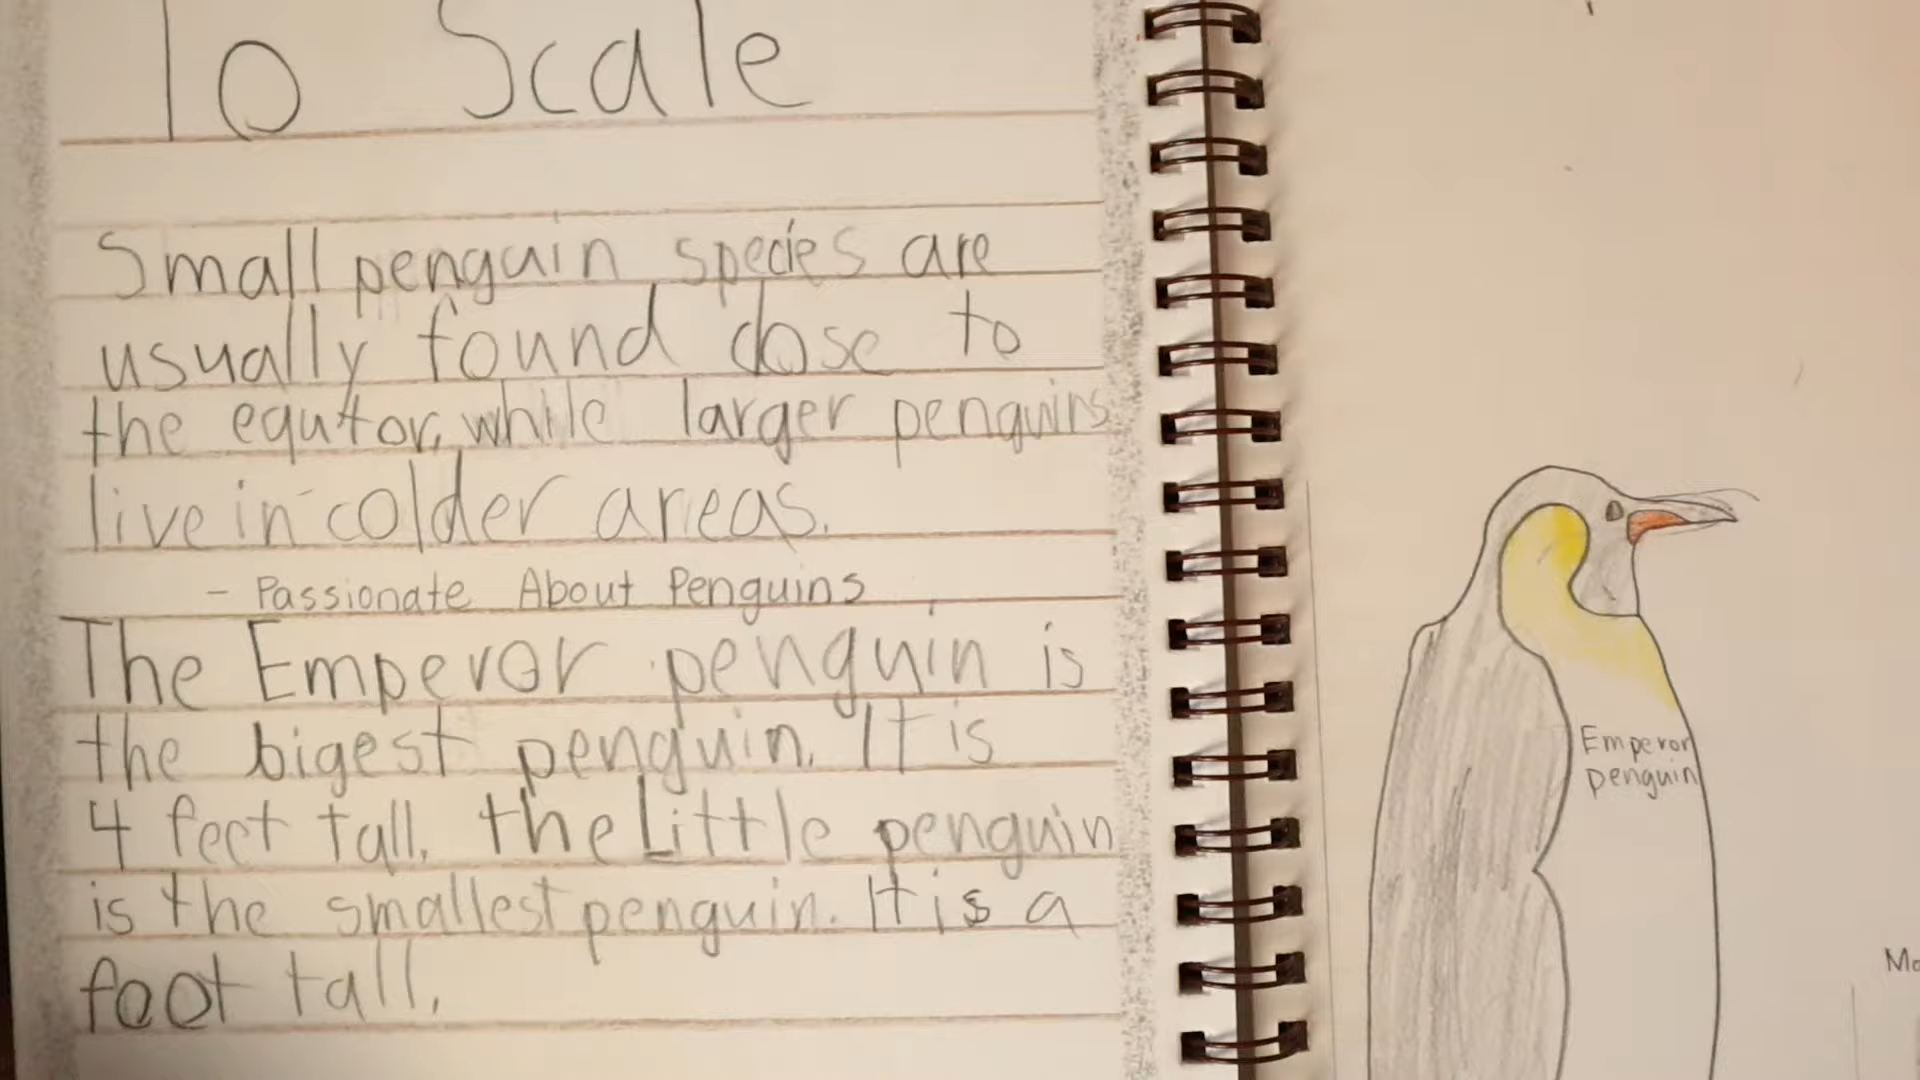 To Scale
Small penguin species are
usually found close to
the equtor, while larger penguins
live in colder areas.
- Passionate About Penguins
The Emperor penguin is
the bigest penguin. It is
4 feet tall. the Little penguin
is the smallest penguin. It is a
foot tall.
Emperor
penguin